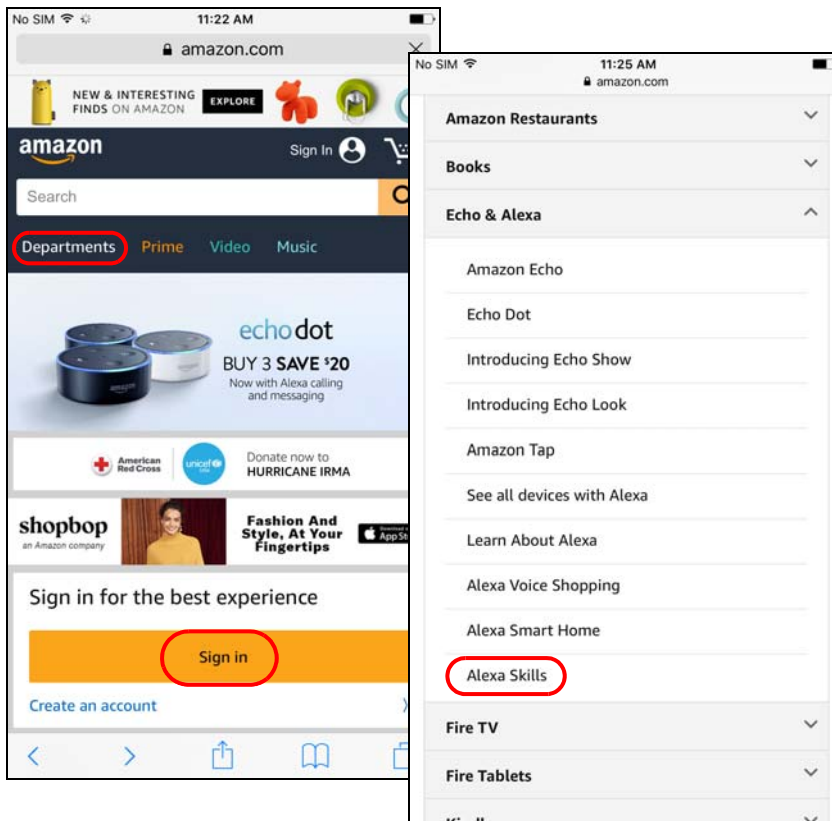 No SIM 11:22 AM
amazon.com
NEW & INTERESTING
FINDS ON AMAZON
EXPLORE
amazon
Sign In
Search
Departments Prime Video Music
echo dot
BUY 3 SAVE $20
Now with Alexa calling
and messaging
amazon
American
Red Cross
unicef
Donate now to
HURRICANE IRMA
shopbop
an Amazon company
Fashion And
Style, At Your
Fingertips
Sign in for the best experience
Sign in
Create an account
No SIM 11:25 AM
amazon.com
Amazon Restaurants
Books
Echo & Alexa
Amazon Echo
Echo Dot
Introducing Echo Show
Introducing Echo Look
Amazon Tap
See all devices with Alexa
Learn About Alexa
Alexa Voice Shopping
Alexa Smart Home
Alexa Skills
Fire TV
Fire Tablets